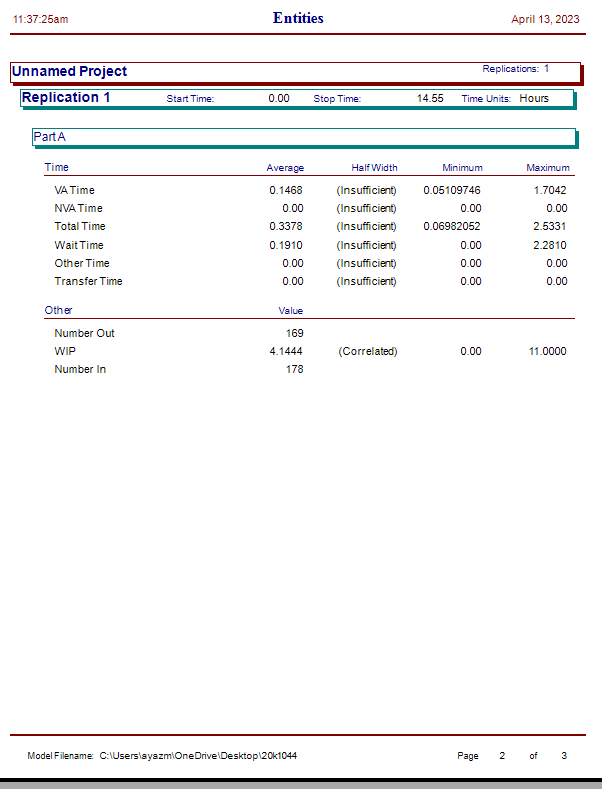 11:37:25am Entities April 13, 2023
Unnamed Project Replications: 1
Replication 1 Start Time: 0.00 Stop Time: 14.55 Time Units: Hours
Part A
Time Average Half Width Minimum Maximum
VA Time 0.1468 (Insufficient) 0.05109746 1.7042
NVA Time 0.00 (Insufficient) 0.00 0.00
Total Time 0.3378 (Insufficient) 0.06982052 2.5331
Wait Time 0.1910 (Insufficient) 0.00 2.2810
Other Time 0.00 (Insufficient) 0.00 0.00
Transfer Time 0.00 (Insufficient) 0.00 0.00
Other Value
Number Out 169
WIP 4.1444 (Correlated) 0.00 11.0000
Number In 178
Model Filename: C:\Users\ayazm\OneDrive\Desktop\20k1044 Page 2 of 3